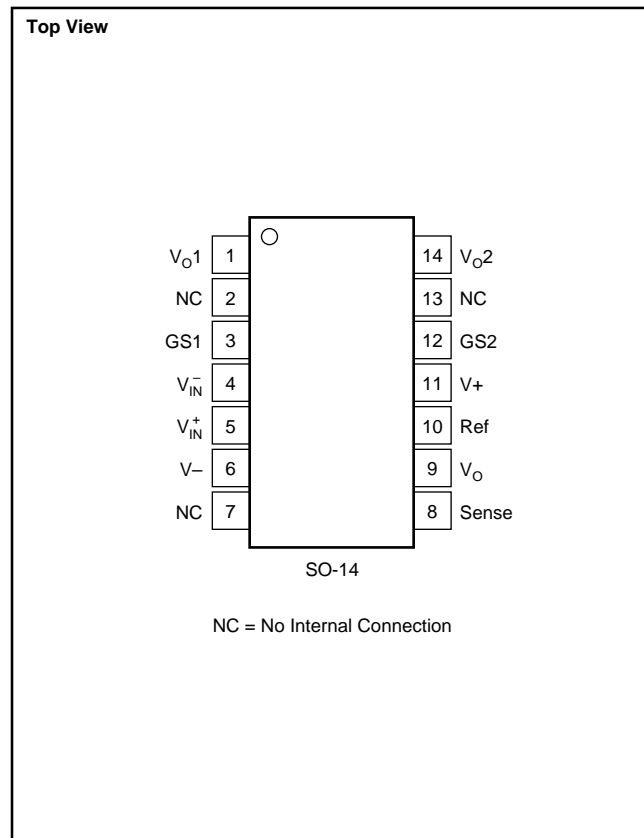 Top View
V_O1 1 14 V_O2
NC 2 13 NC
GS1 3 12 GS2
V_IN^– 4 11 V+
V_IN^+ 5 10 Ref
V– 6 9 V_O
NC 7 8 Sense
SO-14
NC = No Internal Connection